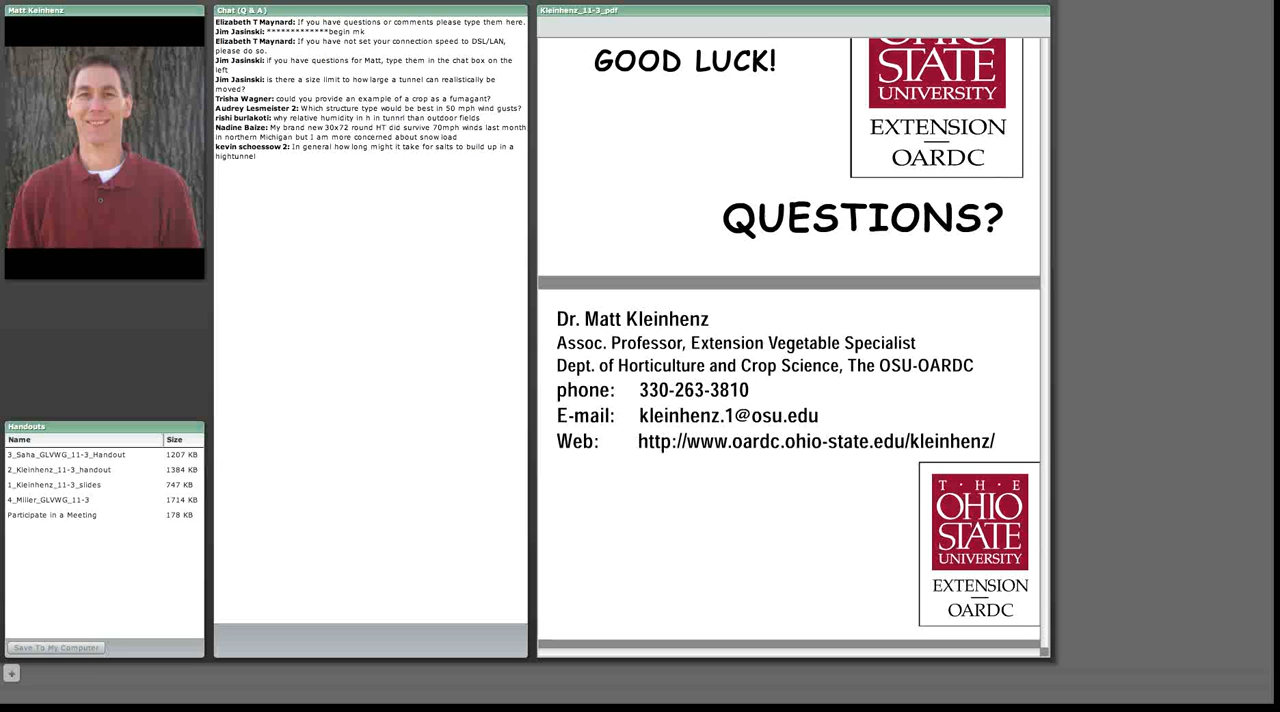 Matt Keinhenz
Chat (Q & A)
Elizabeth T Maynard: If you have questions or comments please type them here.
Jim Jasinski: *************begin mk
Elizabeth T Maynard: If you have not set your connection speed to DSL/LAN,
please do so.
Jim Jasinski: if you have questions for Matt, type them in the chat box on the
left
Jim Jasinski: is there a size limit to how large a tunnel can realistically be
moved?
Trisha Wagner: could you provide an example of a crop as a fumagant?
Audrey Lesmeister 2: Which structure type would be best in 50 mph wind gusts?
rishi burlakoti: why relative humidity in h in tunnrl than outdoor fields
Nadine Baize: My brand new 30x72 round HT did survive 70mph winds last month
in northern Michigan but I am more concerned about snow load
kevin schoessow 2: In general how long might it take for salts to build up in a
hightunnel
Handouts
Name Size
3_Saha_GLVWG_11-3_Handout 1207 KB
2_Kleinhenz_11-3_handout 1384 KB
1_Kleinhenz_11-3_slides 747 KB
4_Miller_GLVWG_11-3 1714 KB
Participate in a Meeting 178 KB
Save To My Computer
+
Kleinhenz_11-3_pdf
GOOD LUCK!
OHIO
STATE
UNIVERSITY
EXTENSION
OARDC
QUESTIONS?
Dr. Matt Kleinhenz
Assoc. Professor, Extension Vegetable Specialist
Dept. of Horticulture and Crop Science, The OSU-OARDC
phone: 330-263-3810
E-mail: kleinhenz.1@osu.edu
Web: http://www.oardc.ohio-state.edu/kleinhenz/
T·H·E
OHIO
STATE
UNIVERSITY
EXTENSION
OARDC